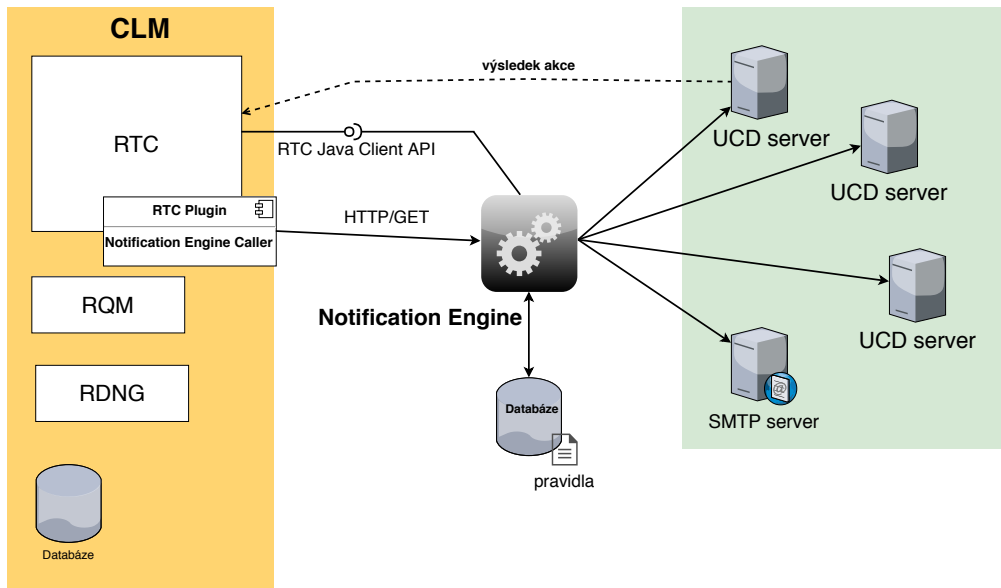 CLM
RTC
RTC Plugin
Notification Engine Caller
RQM
RDNG
Databáze
výsledek akce
RTC Java Client API
HTTP/GET
Notification Engine
Databáze
pravidla
UCD server
UCD server
UCD server
SMTP server
@